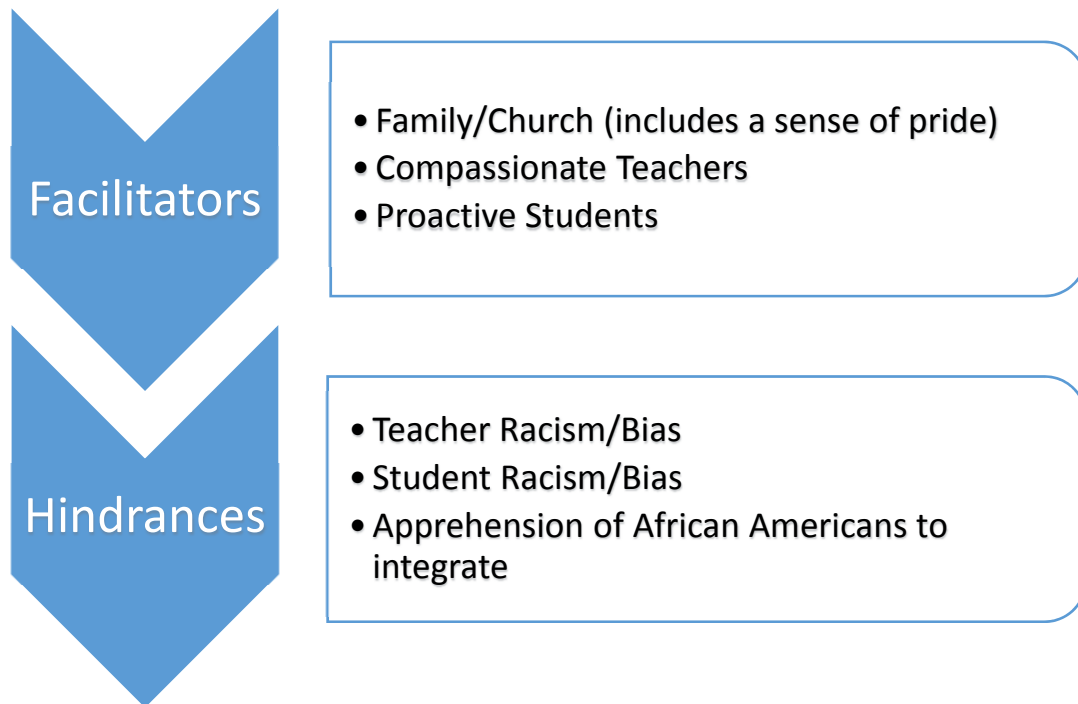 Facilitators
• Family/Church (includes a sense of pride)
• Compassionate Teachers
• Proactive Students
Hindrances
• Teacher Racism/Bias
• Student Racism/Bias
• Apprehension of African Americans to
integrate